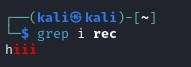 ┌──(kali㉿kali)-[~]
└─$ grep i rec
hiii